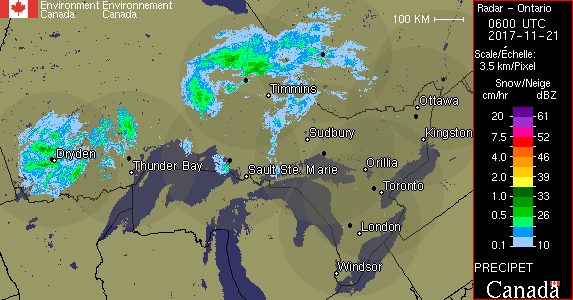 Environment Environnement
Canada Canada
100 KM
Radar - Ontario
0600 UTC
2017-11-21
Scale/Échelle:
3.5 km/Pixel
Snow/Neige
cm/hr dBZ
20 61
7.5 52
4.0 46
2.0 39
1.0 33
0.5 26
0.1 10
PRECIPET
Canada
Timmins
Ottawa
Sudbury
Kingston
Dryden
Thunder Bay
Sault Ste. Marie
Orillia
Toronto
London
Windsor